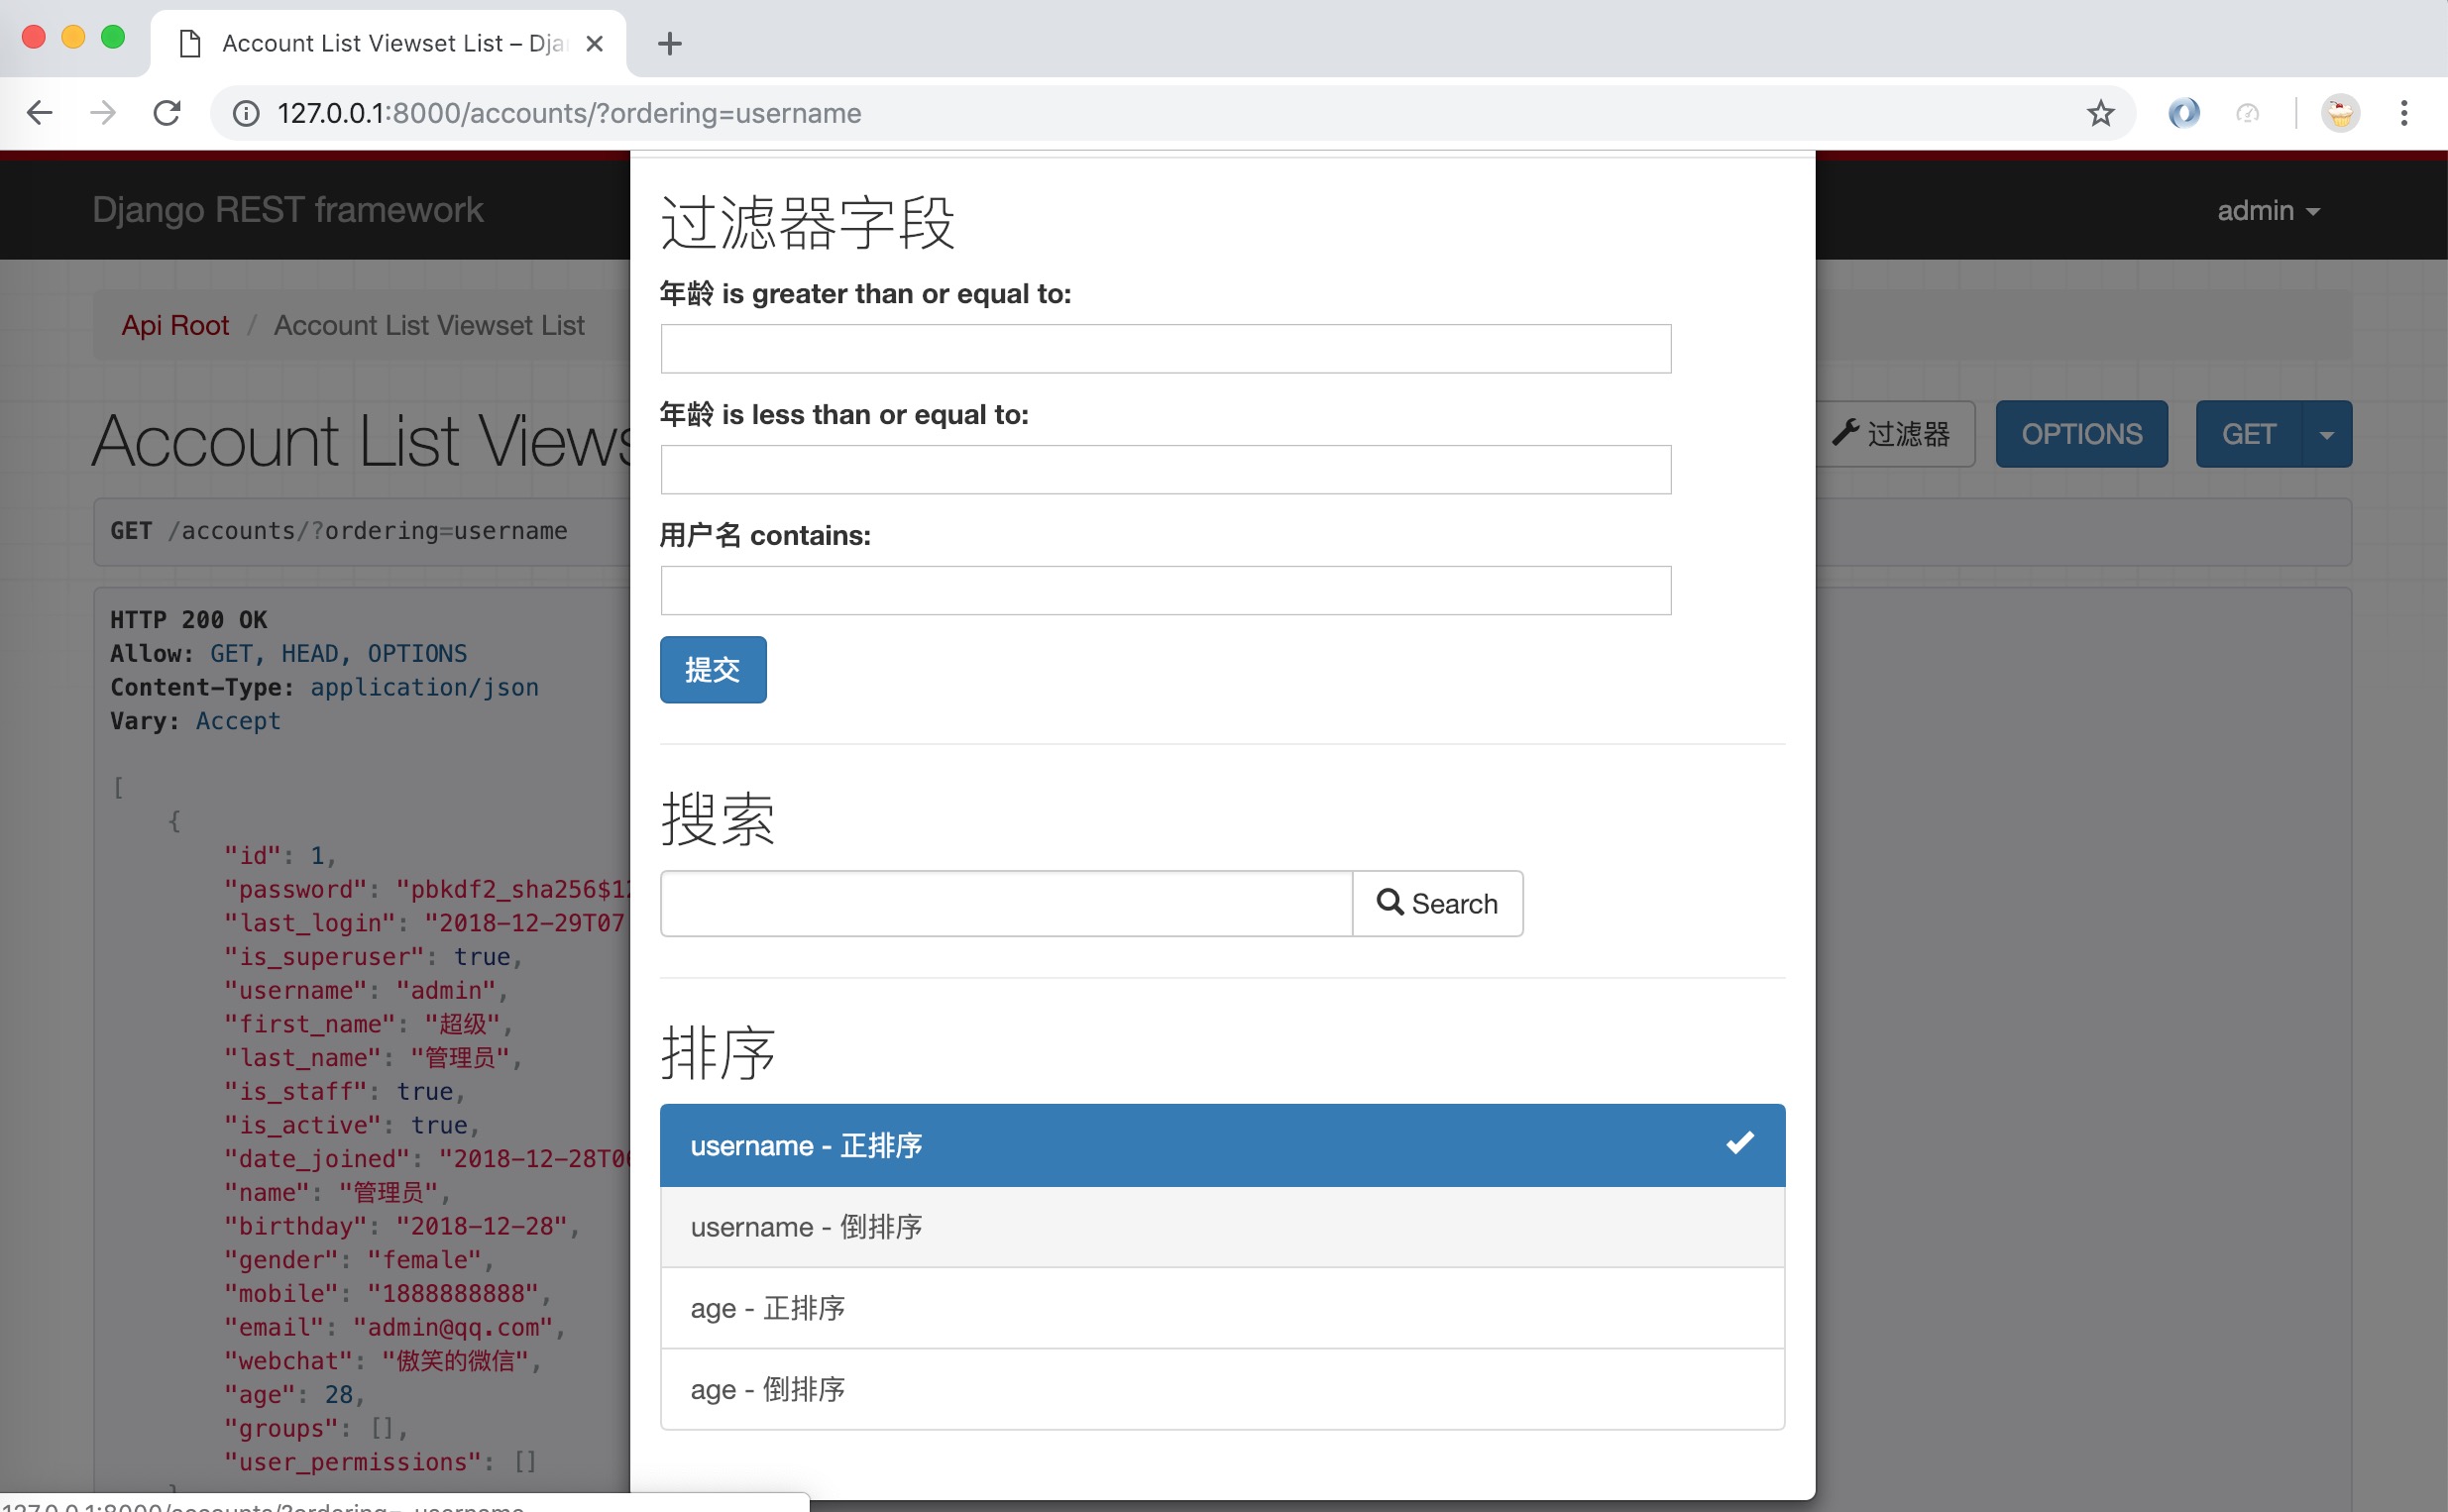 Account List Viewset List – Dja
127.0.0.1:8000/accounts/?ordering=username
Django REST framework
admin
Api Root / Account List Viewset List
Account List Views
过滤器
OPTIONS
GET
GET /accounts/?ordering=username
HTTP 200 OK
Allow: GET, HEAD, OPTIONS
Content-Type: application/json
Vary: Accept
[
{
"id": 1,
"password": "pbkdf2_sha256$12
"last_login": "2018-12-29T07
"is_superuser": true,
"username": "admin",
"first_name": "超级",
"last_name": "管理员",
"is_staff": true,
"is_active": true,
"date_joined": "2018-12-28T06
"name": "管理员",
"birthday": "2018-12-28",
"gender": "female",
"mobile": "1888888888",
"email": "admin@qq.com",
"webchat": "傲笑的微信",
"age": 28,
"groups": [],
"user_permissions": []
过滤器字段
年龄 is greater than or equal to:
年龄 is less than or equal to:
用户名 contains:
提交
搜索
Search
排序
username - 正排序
username - 倒排序
age - 正排序
age - 倒排序
127.0.0.1:8000/accounts/?ordering=-username